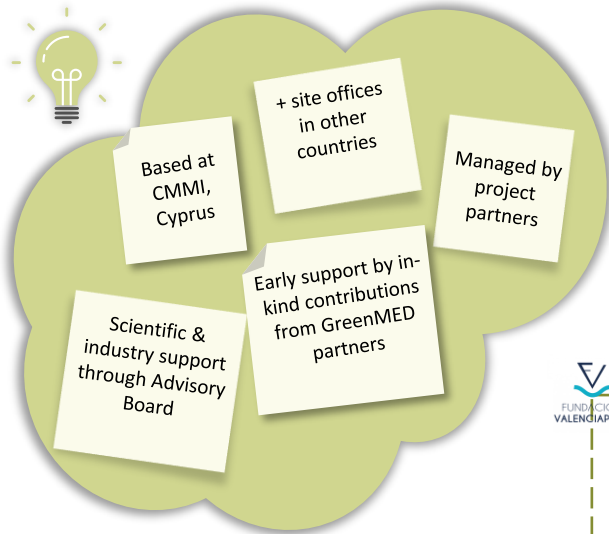 + site offices
in other
countries
Based at
CMMI,
Cyprus
Managed by
project
partners
Early support by in-
kind contributions
from GreenMED
partners
Scientific &
industry support
through Advisory
Board